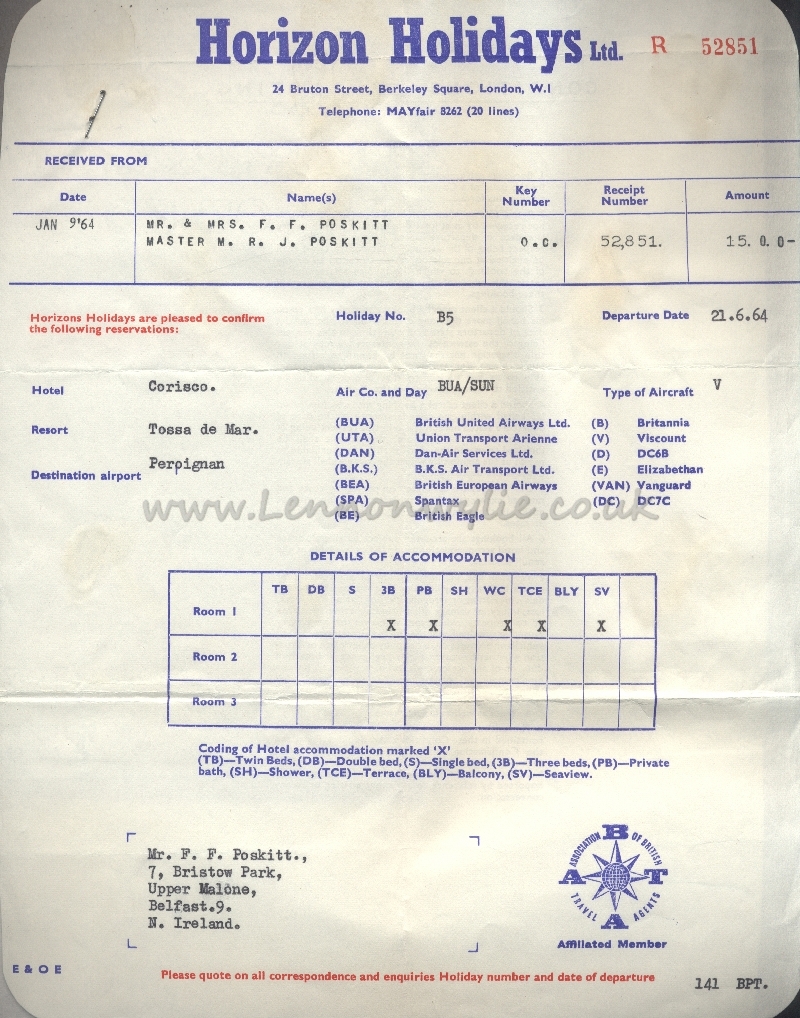 Horizon Holidays Ltd. R 52851
24 Bruton Street, Berkeley Square, London, W.1
Telephone: MAYfair 8262 (20 lines)
RECEIVED FROM
Date Name(s) Key Number Receipt Number Amount
JAN 9'64 MR. & MRS. F. F. POSKITT
MASTER M. R. J. POSKITT o.c. 52,851. 15. 0. 0-
Horizons Holidays are pleased to confirm
the following reservations:
Holiday No. B5 Departure Date 21.6.64
Hotel Corisco. Air Co. and Day BUA/SUN Type of Aircraft V
Resort Tossa de Mar.
Destination airport Perpignan
(BUA) British United Airways Ltd. (B) Britannia
(UTA) Union Transport Arienne (V) Viscount
(DAN) Dan-Air Services Ltd. (D) DC6B
(B.K.S.) B.K.S. Air Transport Ltd. (E) Elizabethan
(BEA) British European Airways (VAN) Vanguard
(SPA) Spantax (DC) DC7C
(BE) British Eagle
www.Lennonwylie.co.uk
DETAILS OF ACCOMMODATION
TB DB S 3B PB SH WC TCE BLY SV
Room 1 X X X X X
Room 2
Room 3
Coding of Hotel accommodation marked 'X'
(TB)—Twin Beds, (DB)—Double bed, (S)—Single bed, (3B)—Three beds, (PB)—Private
bath, (SH)—Shower, (TCE)—Terrace, (BLY)—Balcony, (SV)—Seaview.
Mr. F. F. Poskitt.,
7, Bristow Park,
Upper Malone,
Belfast.9.
N. Ireland.
ASSOCIATION OF BRITISH
TRAVEL AGENTS
A B T A
Affiliated Member
E & O E
Please quote on all correspondence and enquiries Holiday number and date of departure
141 BPT.